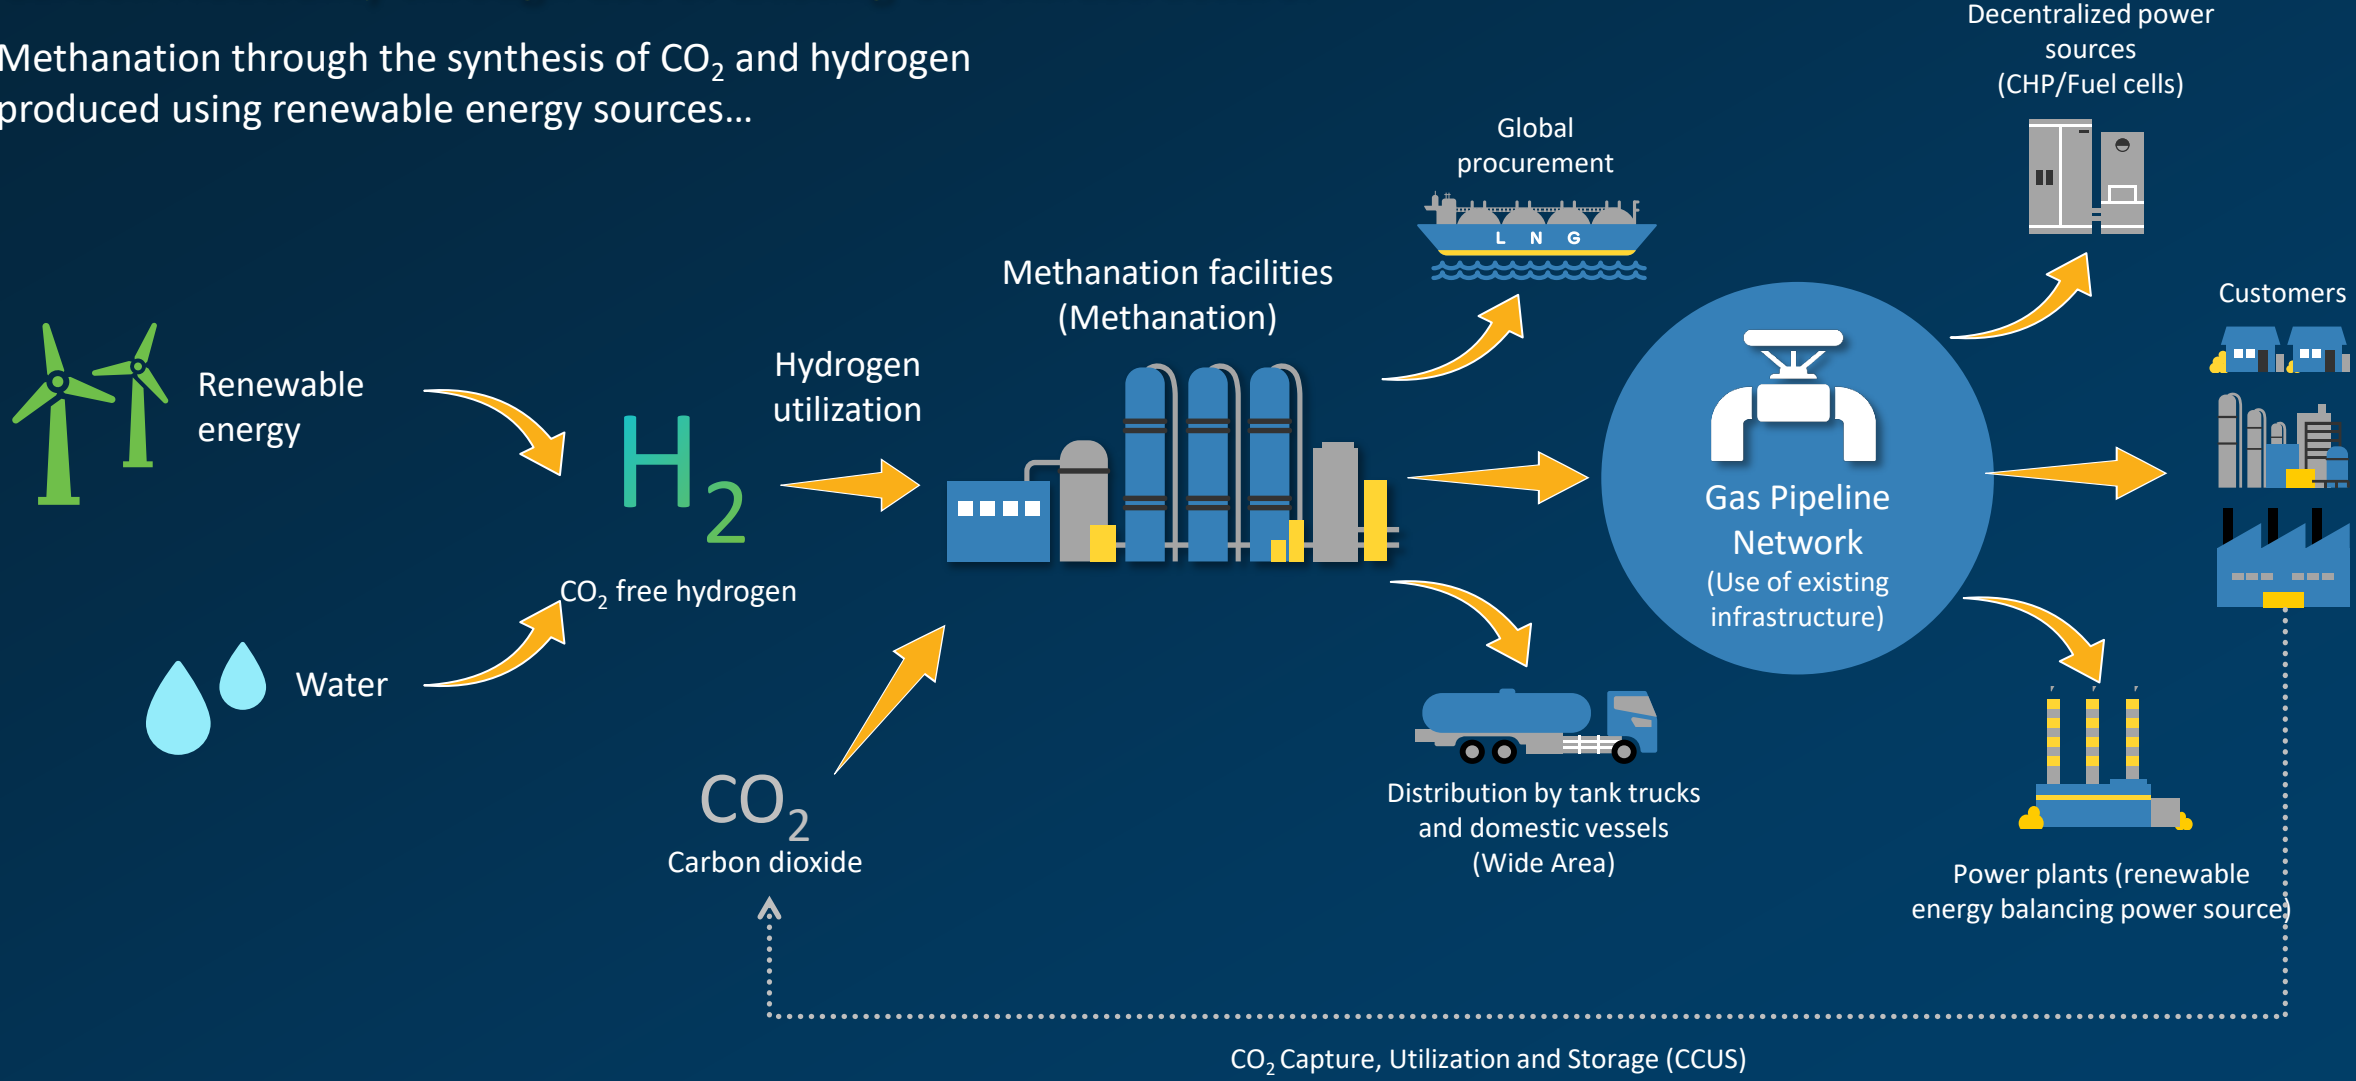 Methanation through the synthesis of CO₂ and hydrogen
produced using renewable energy sources...
Decentralized power
sources
(CHP/Fuel cells)
Global
procurement
L N G
Methanation facilities
(Methanation)
Customers
Hydrogen
utilization
Renewable
energy
H₂
CO₂ free hydrogen
Water
Gas Pipeline
Network
(Use of existing
infrastructure)
CO₂
Carbon dioxide
Distribution by tank trucks
and domestic vessels
(Wide Area)
Power plants (renewable
energy balancing power source)
CO₂ Capture, Utilization and Storage (CCUS)